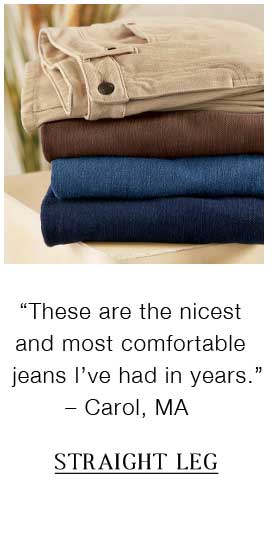 “These are the nicest
and most comfortable
jeans I’ve had in years.”
– Carol, MA
STRAIGHT LEG